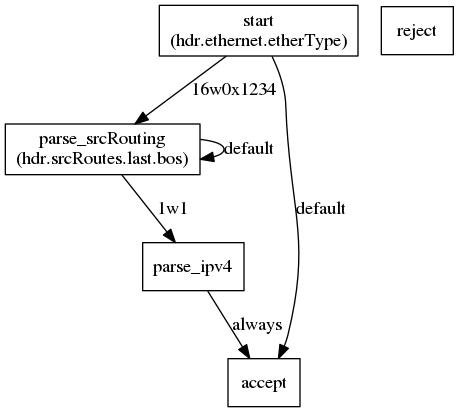 start
(hdr.ethernet.etherType)
reject
16w0x1234
parse_srcRouting
(hdr.srcRoutes.last.bos)
default
1w1
default
parse_ipv4
always
accept